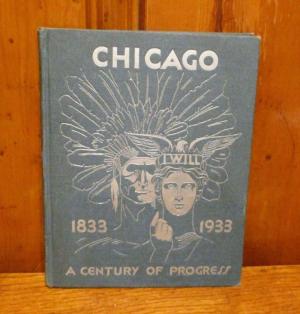 CHICAGO
I WILL
1833 1933
A CENTURY OF PROGRESS